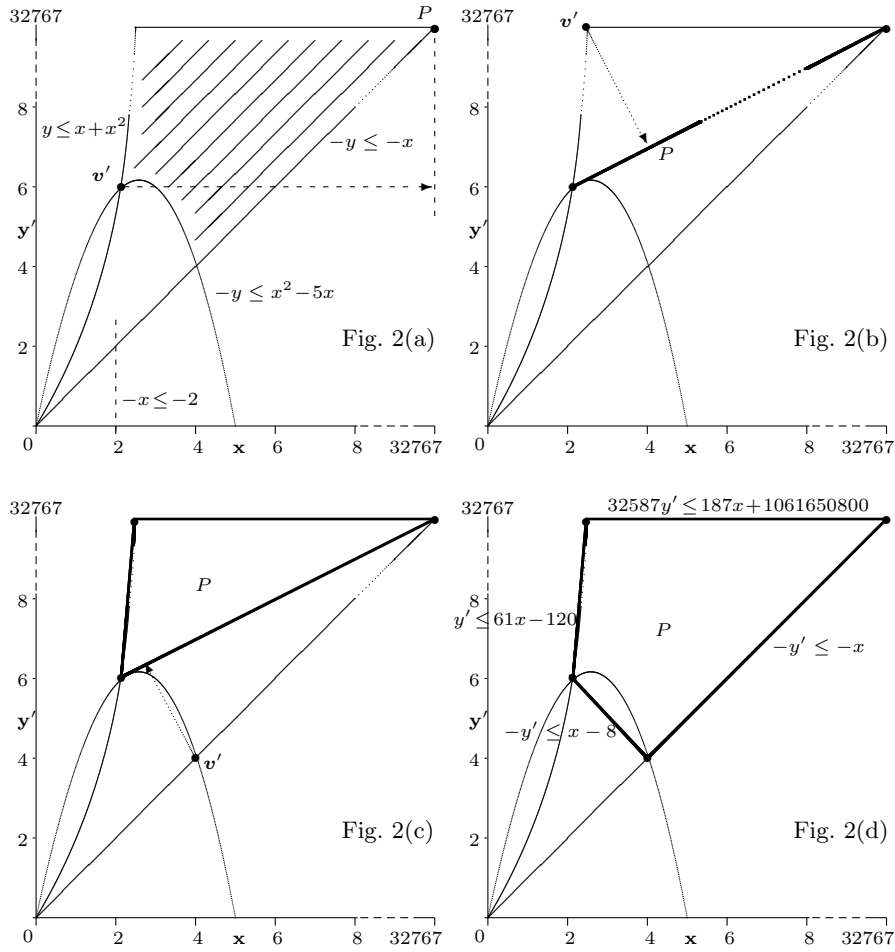 32767
P
8
y ≤ x+x²
−y ≤ −x
v′
6
y′
4
−y ≤ x²−5x
2
Fig. 2(a)
−x ≤ −2
0 2 4 x 6 8 32767
32767
v′
8
P
6
y′
4
2
Fig. 2(b)
0 2 4 x 6 8 32767
32767
8
P
6
y′
4
v′
2
Fig. 2(c)
0 2 4 x 6 8 32767
32767
32587y′ ≤ 187x+1061650800
8
y′ ≤ 61x−120
P
−y′ ≤ −x
6
y′
−y′ ≤ x − 8
4
2
Fig. 2(d)
0 2 4 x 6 8 32767